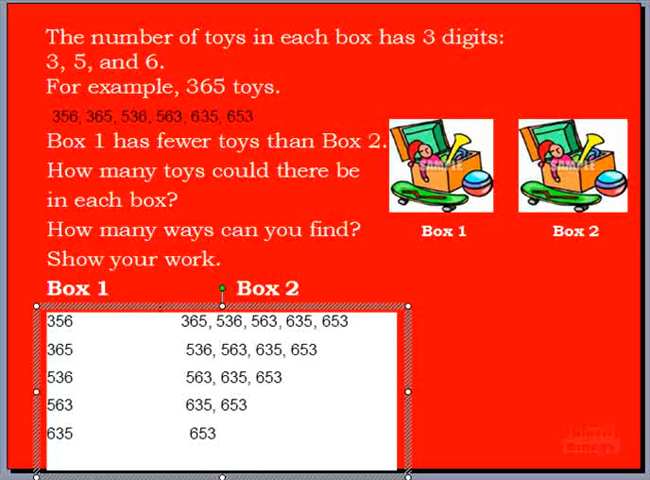 The number of toys in each box has 3 digits:
3, 5, and 6.
For example, 365 toys.
356, 365, 536, 563, 635, 653
Box 1 has fewer toys than Box 2.
How many toys could there be
in each box?
How many ways can you find?
Show your work.
SAMPLE SAMPLE
Box 1 Box 2
Box 1 Box 2
356 365, 536, 563, 635, 653
365 536, 563, 635, 653
536 563, 635, 653
563 635, 653
635 653